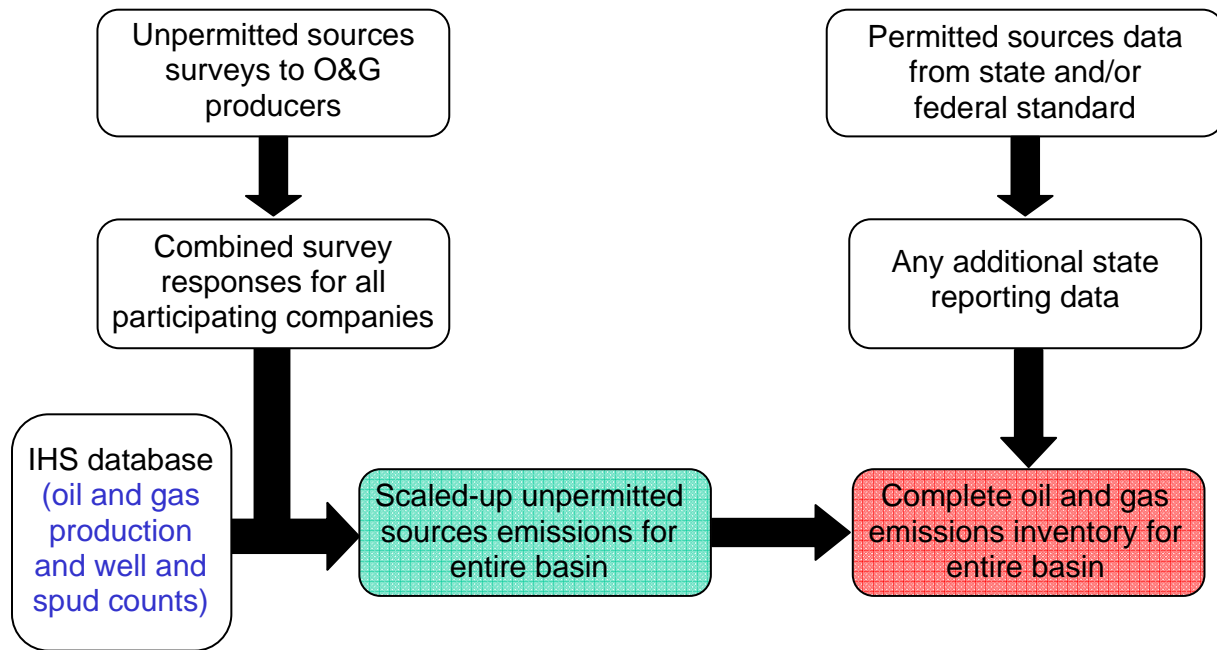 Unpermitted sources
surveys to O&G
producers
Permitted sources data
from state and/or
federal standard
Combined survey
responses for all
participating companies
Any additional state
reporting data
IHS database
(oil and gas
production
and well and
spud counts)
Scaled-up unpermitted
sources emissions for
entire basin
Complete oil and gas
emissions inventory for
entire basin